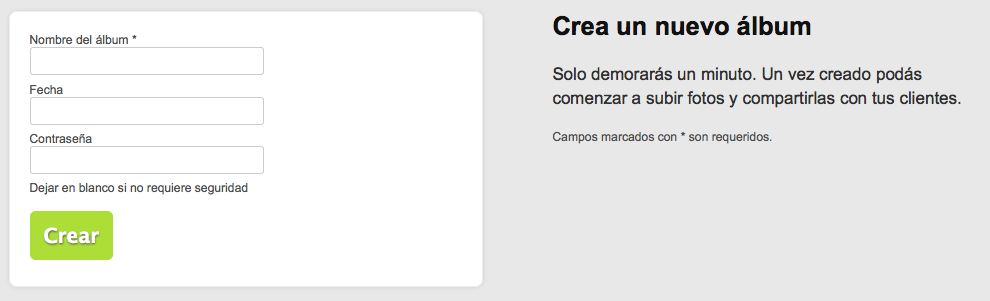 Nombre del álbum *
Fecha
Contraseña
Dejar en blanco si no requiere seguridad
Crear
Crea un nuevo álbum
Solo demorarás un minuto. Un vez creado podás
comenzar a subir fotos y compartirlas con tus clientes.
Campos marcados con * son requeridos.